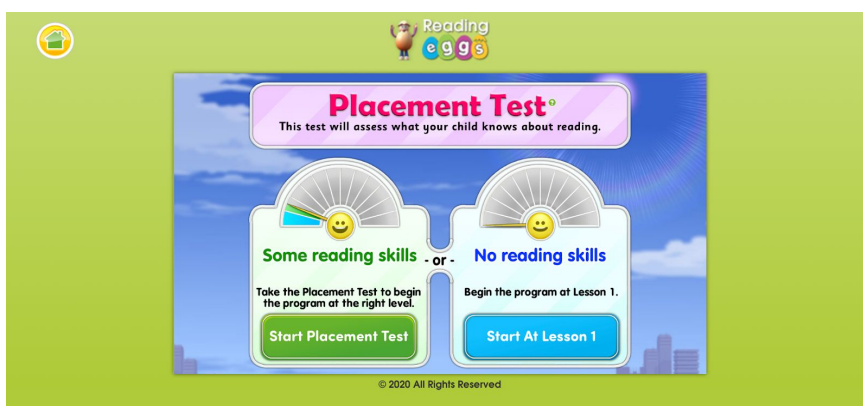 Reading
eggs
Placement Test
This test will assess what your child knows about reading.
Some reading skills
- or -
No reading skills
Take the Placement Test to begin
the program at the right level.
Begin the program at Lesson 1.
Start Placement Test
Start At Lesson 1
© 2020 All Rights Reserved